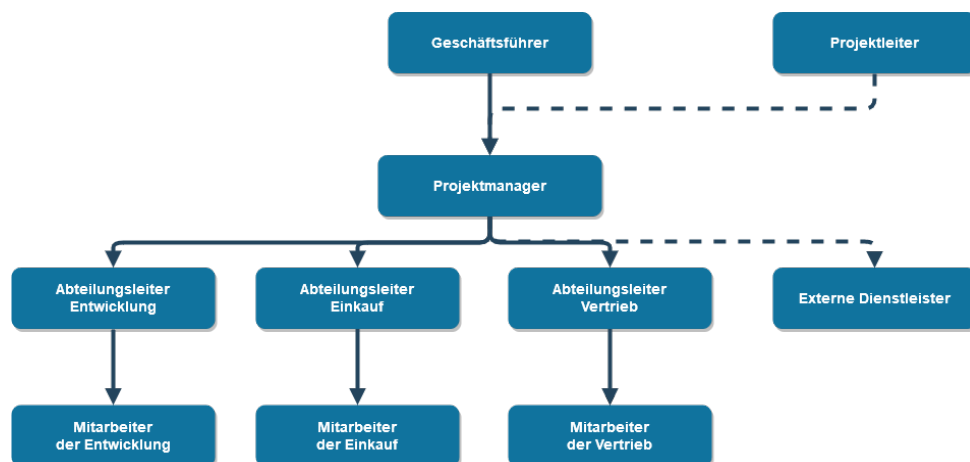 Geschäftsführer
Projektleiter
Projektmanager
Abteilungsleiter
Entwicklung
Abteilungsleiter
Einkauf
Abteilungsleiter
Vertrieb
Externe Dienstleister
Mitarbeiter
der Entwicklung
Mitarbeiter
der Einkauf
Mitarbeiter
der Vertrieb